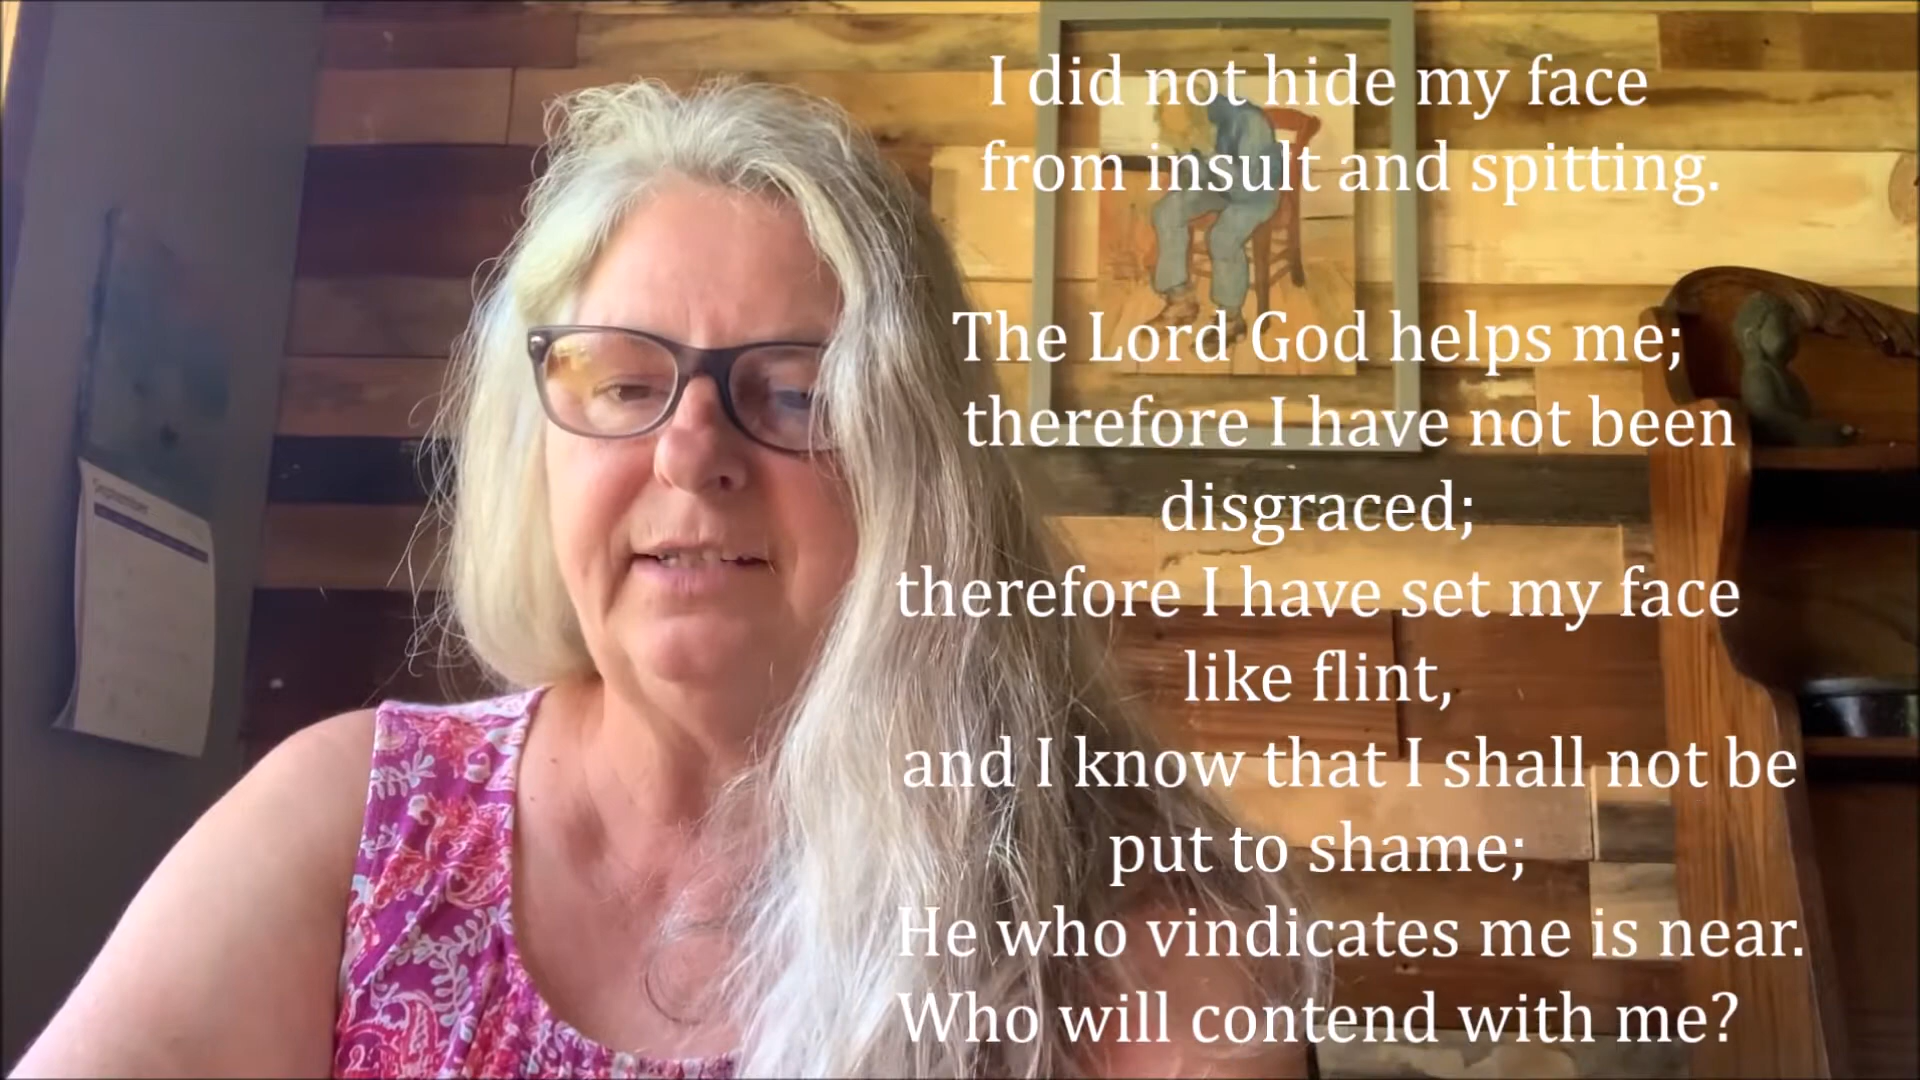 I did not hide my face
from insult and spitting.
The Lord God helps me;
therefore I have not been
disgraced;
therefore I have set my face
like flint,
and I know that I shall not be
put to shame;
He who vindicates me is near.
Who will contend with me?
September